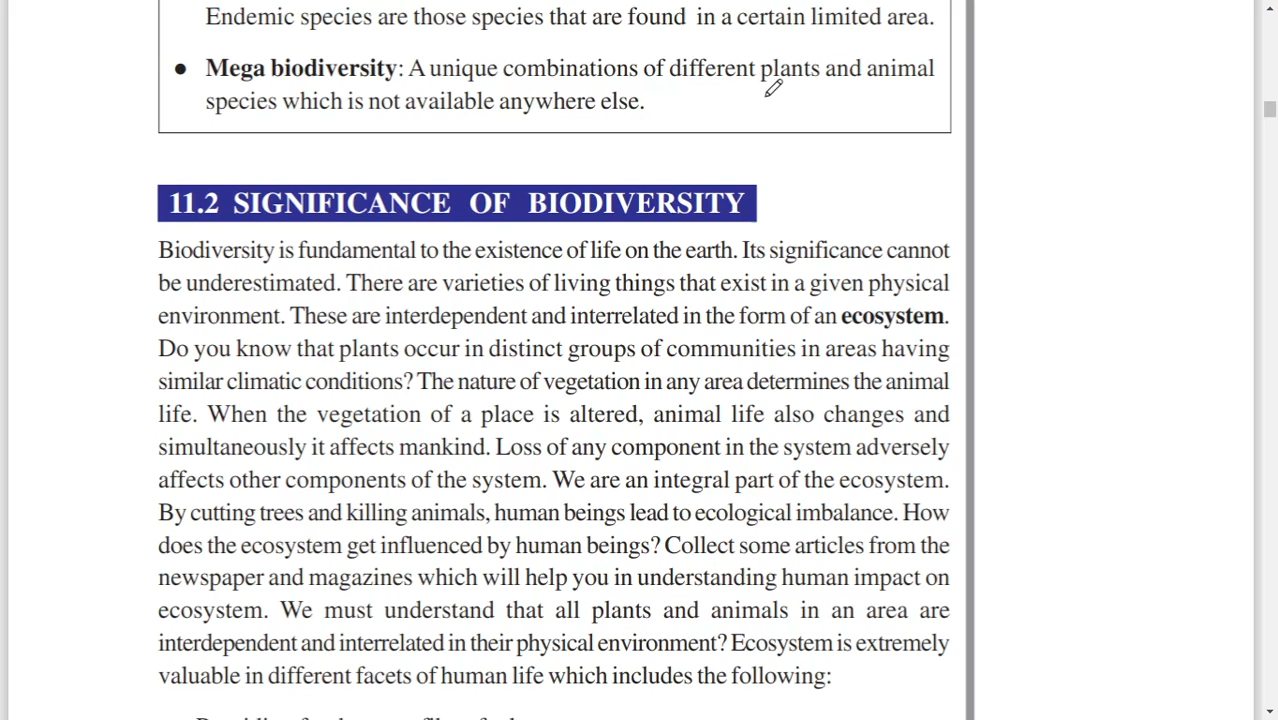 Endemic species are those species that are found in a certain limited area.
● Mega biodiversity: A unique combinations of different plants and animal
species which is not available anywhere else.
11.2 SIGNIFICANCE OF BIODIVERSITY
Biodiversity is fundamental to the existence of life on the earth. Its significance cannot
be underestimated. There are varieties of living things that exist in a given physical
environment. These are interdependent and interrelated in the form of an ecosystem.
Do you know that plants occur in distinct groups of communities in areas having
similar climatic conditions? The nature of vegetation in any area determines the animal
life. When the vegetation of a place is altered, animal life also changes and
simultaneously it affects mankind. Loss of any component in the system adversely
affects other components of the system. We are an integral part of the ecosystem.
By cutting trees and killing animals, human beings lead to ecological imbalance. How
does the ecosystem get influenced by human beings? Collect some articles from the
newspaper and magazines which will help you in understanding human impact on
ecosystem. We must understand that all plants and animals in an area are
interdependent and interrelated in their physical environment? Ecosystem is extremely
valuable in different facets of human life which includes the following: